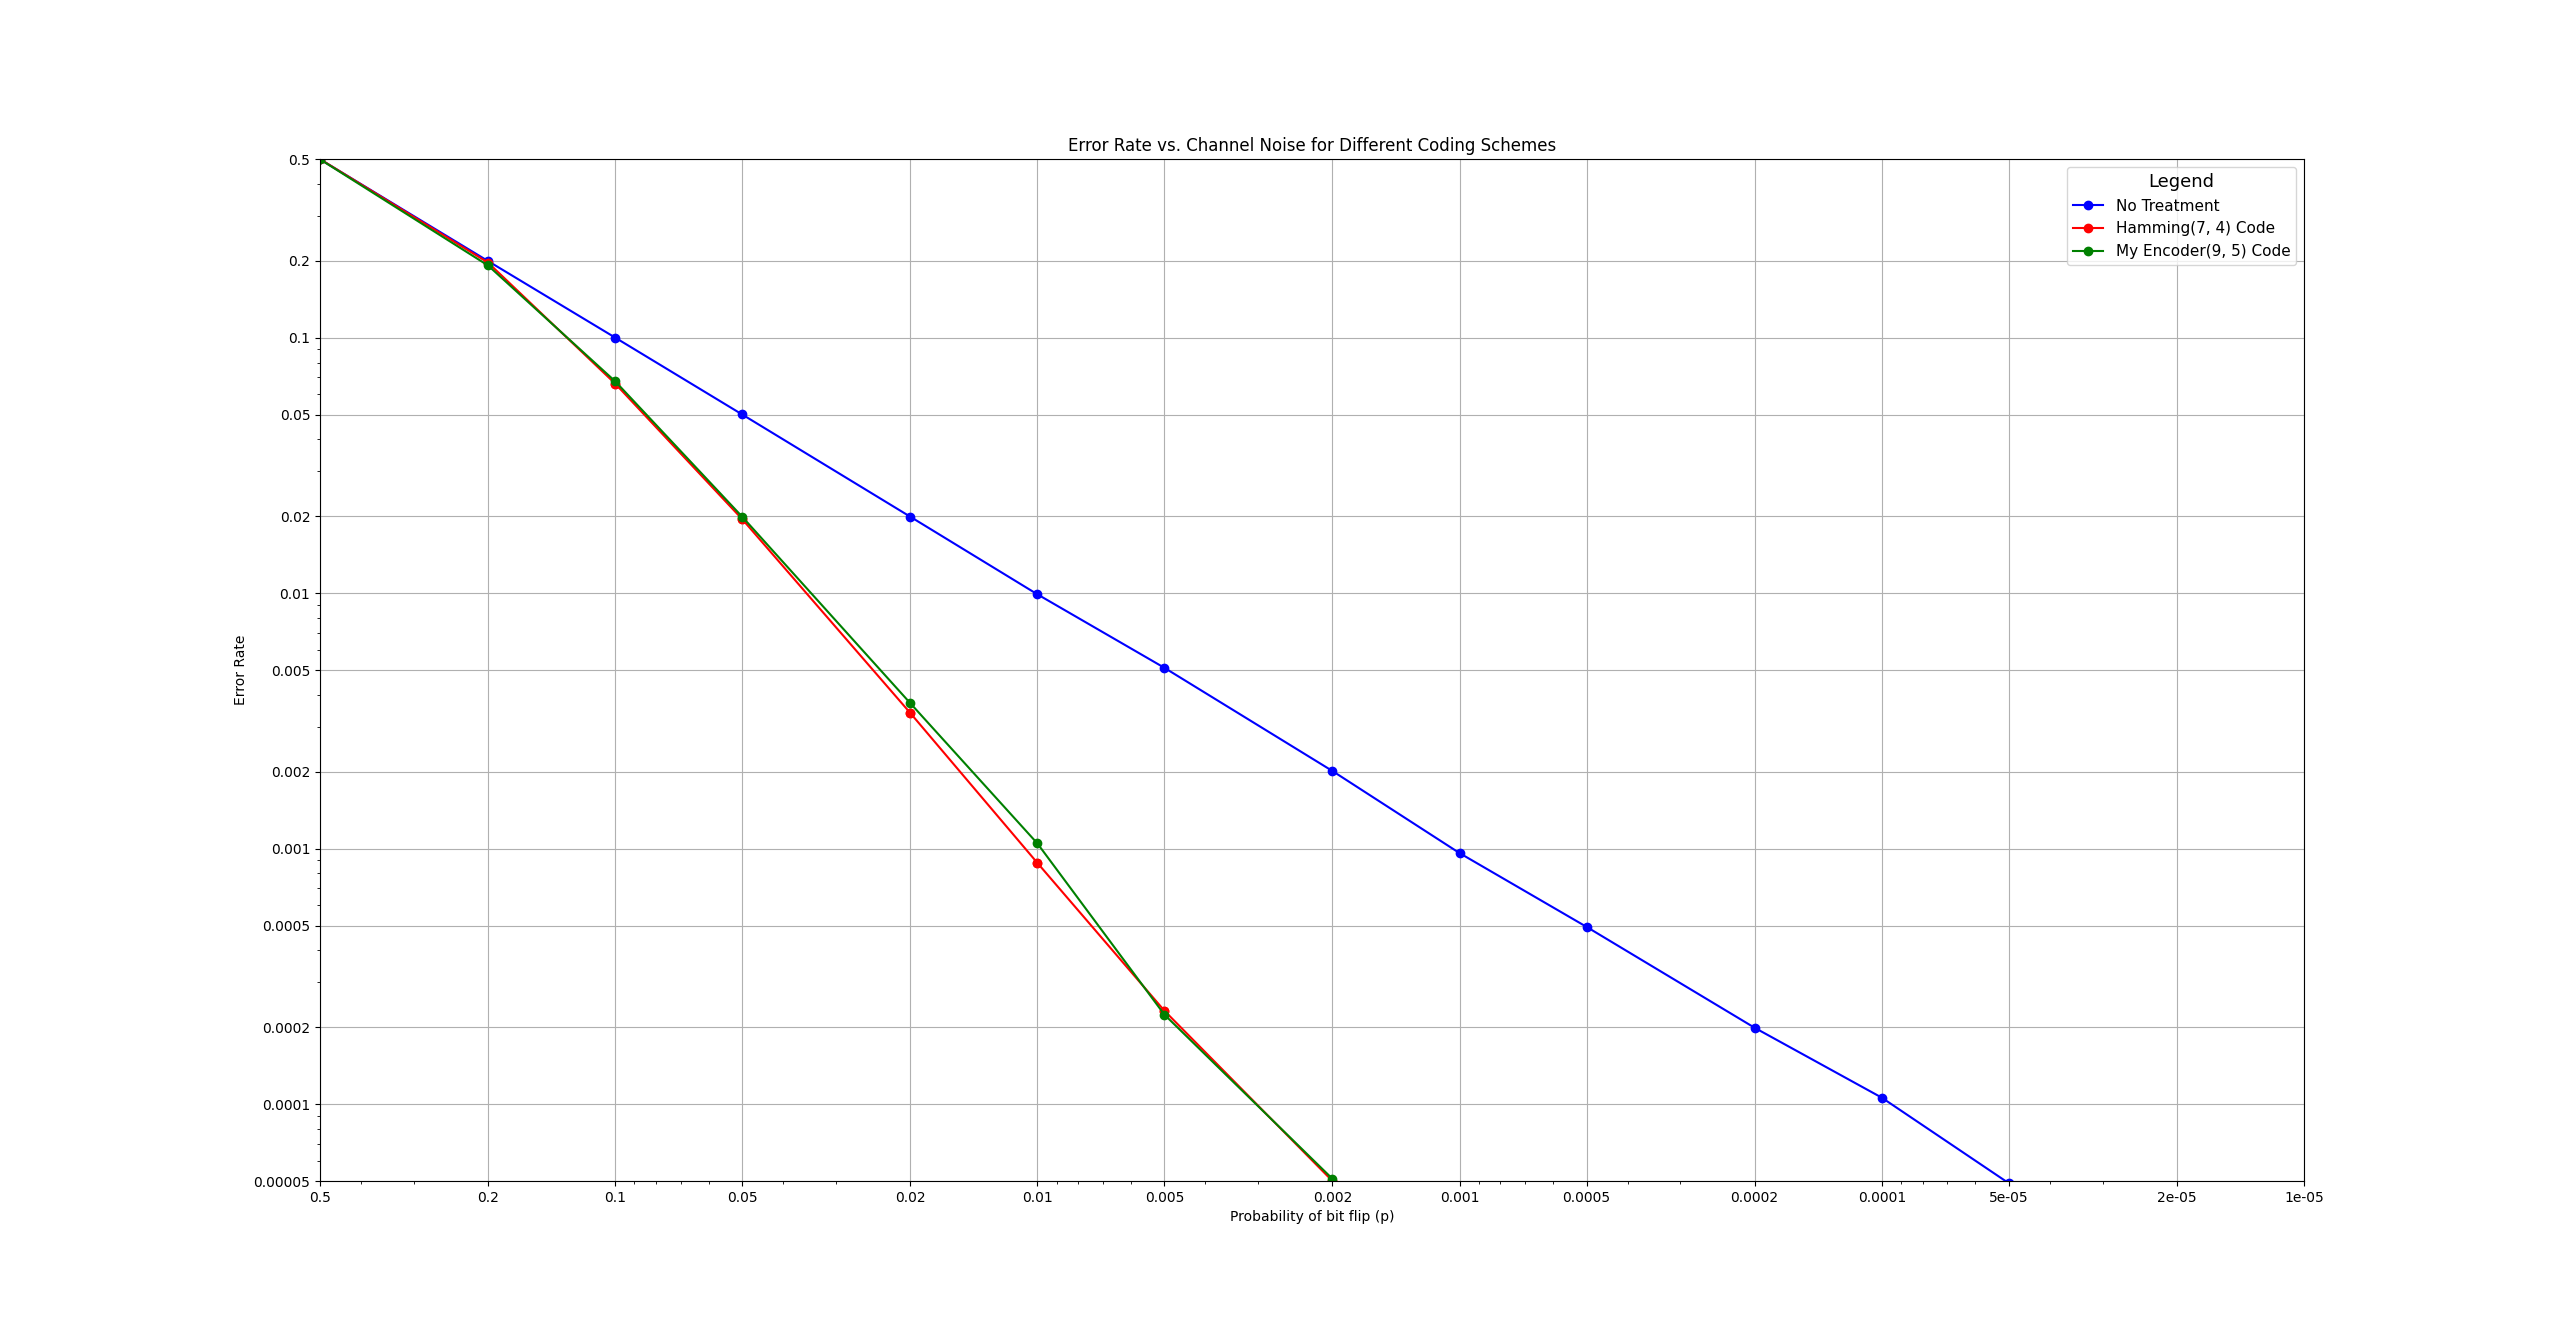 Error Rate vs. Channel Noise for Different Coding Schemes
Legend
No Treatment
Hamming(7, 4) Code
My Encoder(9, 5) Code
Error Rate
0.5
0.2
0.1
0.05
0.02
0.01
0.005
0.002
0.001
0.0005
0.0002
0.0001
0.00005
0.5 0.2 0.1 0.05 0.02 0.01 0.005 0.002 0.001 0.0005 0.0002 0.0001 5e-05 2e-05 1e-05
Probability of bit flip (p)